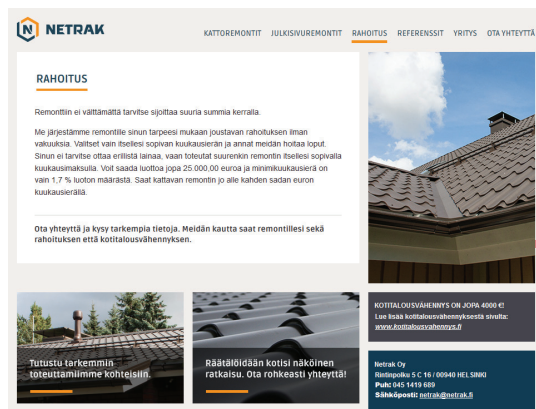 NETRAK
KATTOREMONTIT JULKISIVUREMONTIT RAHOITUS REFERENSSIT YRITYS OTA YHTEYTTÄ
RAHOITUS
Remonttiin ei välttämättä tarvitse sijoittaa suuria summia kerralla.
Me järjestämme remontille sinun tarpeesi mukaan joustavan rahoituksen ilman
vakuuksia. Valitset vain itsellesi sopivan kuukausierän ja annat meidän hoitaa loput.
Sinun ei tarvitse ottaa erillistä lainaa, vaan toteutat suurenkin remontin itsellesi sopivalla
kuukausimaksulla. Voit saada luottoa jopa 25.000,00 euroa ja minimikuukausierä on
vain 1,7 % luoton määrästä. Saat kattavan remontin jo alle kahden sadan euron
kuukausierällä.
Ota yhteyttä ja kysy tarkempia tietoja. Meidän kautta saat remontillesi sekä
rahoituksen että kotitalousvähennyksen.
Tutustu tarkemmin
toteuttamiimme kohteisiin.
Räätälöidään kotisi näköinen
ratkaisu. Ota rohkeasti yhteyttä!
KOTITALOUSVÄHENNYS ON JOPA 4000 €!
Lue lisää kotitalousvähennyksestä sivulta:
www.kotitalousvahennys.fi
Netrak Oy
Rintinpolku 5 C 16 / 00940 HELSINKI
Puh: 045 1419 689
Sähköposti: netrak@netrak.fi